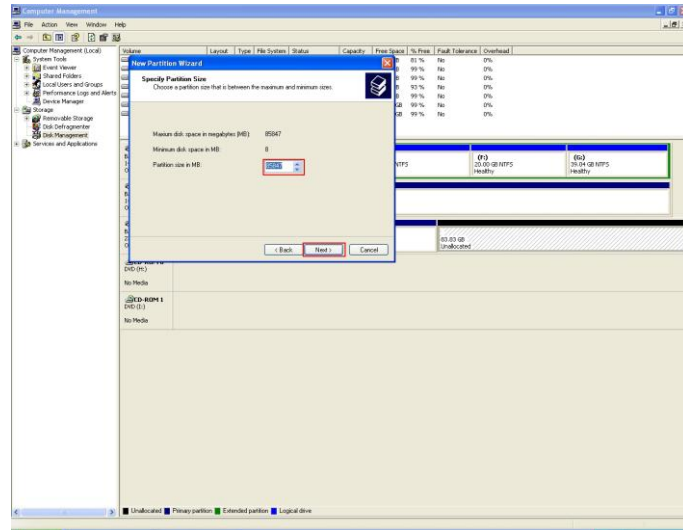 Computer Management
File Action View Window Help
Computer Management (Local)
System Tools
Event Viewer
Shared Folders
Local Users and Groups
Performance Logs and Alerts
Device Manager
Storage
Removable Storage
Disk Defragmenter
Disk Management
Services and Applications
Volume Layout Type File System Status Capacity Free Space % Free Fault Tolerance Overhead
81 % No 0%
99 % No 0%
99 % No 0%
93 % No 0%
99 % No 0%
GB 99 % No 0%
GB 99 % No 0%
New Partition Wizard
Specify Partition Size
Choose a partition size that is between the maximum and minimum sizes.
Maxium disk space in megabytes (MB): 85847
Minimum disk space in MB: 8
Partition size in MB: 85847
< Back Next > Cancel
NTFS
(F:)
20.00 GB NTFS
Healthy
(G:)
39.04 GB NTFS
Healthy
83.83 GB
Unallocated
DVD (H:)
No Media
CD-ROM 1
DVD (I:)
No Media
Unallocated Primary partition Extended partition Logical drive